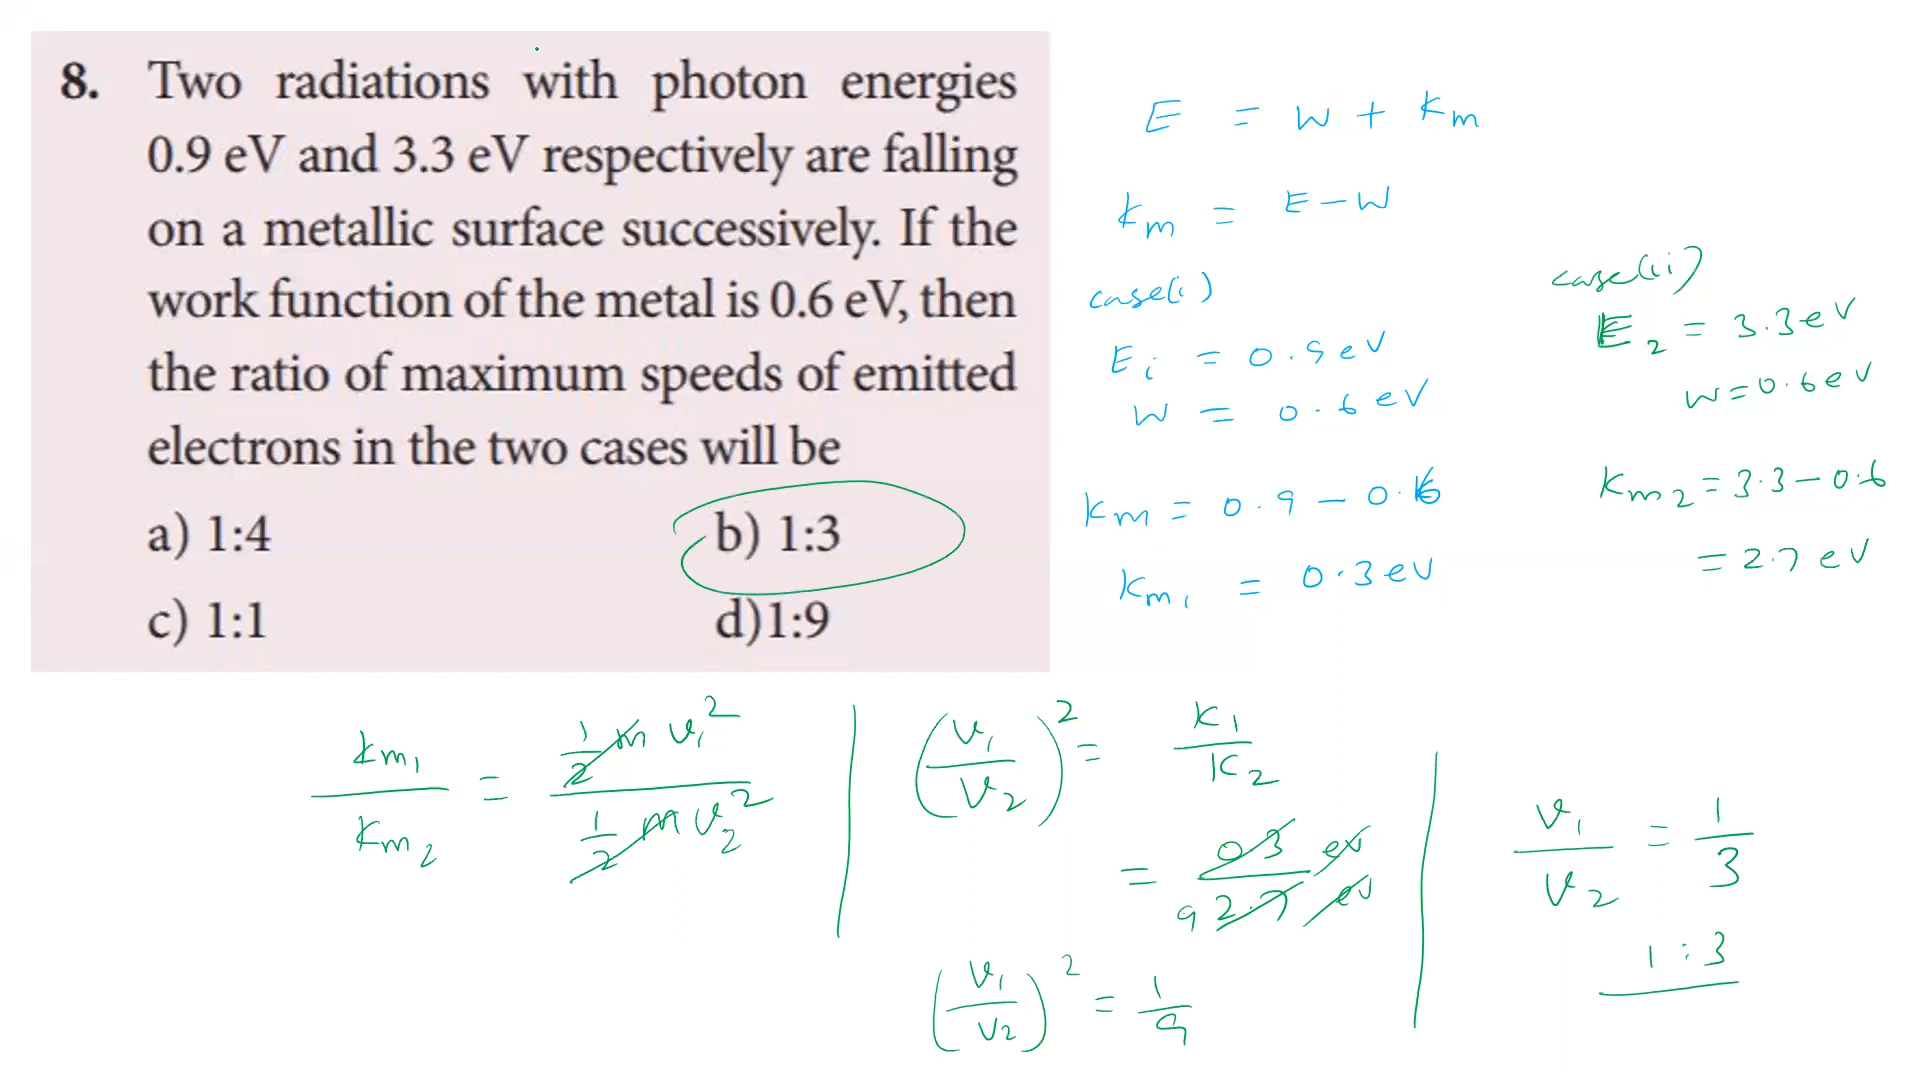 8. Two radiations with photon energies
0.9 eV and 3.3 eV respectively are falling
on a metallic surface successively. If the
work function of the metal is 0.6 eV, then
the ratio of maximum speeds of emitted
electrons in the two cases will be
a) 1:4 b) 1:3
c) 1:1 d)1:9
E = W + Km
Km = E - W
case(i)
Ei = 0.9 eV
W = 0.6 eV
Km = 0.9 - 0.6
Km1 = 0.3 eV
case(ii)
E2 = 3.3 eV
W = 0.6 eV
Km2 = 3.3 - 0.6
= 2.7 eV
Km1/Km2 = 1/2 m v1²/1/2 m v2²
(v1/v2)² = K1/K2
= 0.3 eV/9 2.7 eV
(v1/v2)² = 1/9
v1/v2 = 1/3
1 : 3